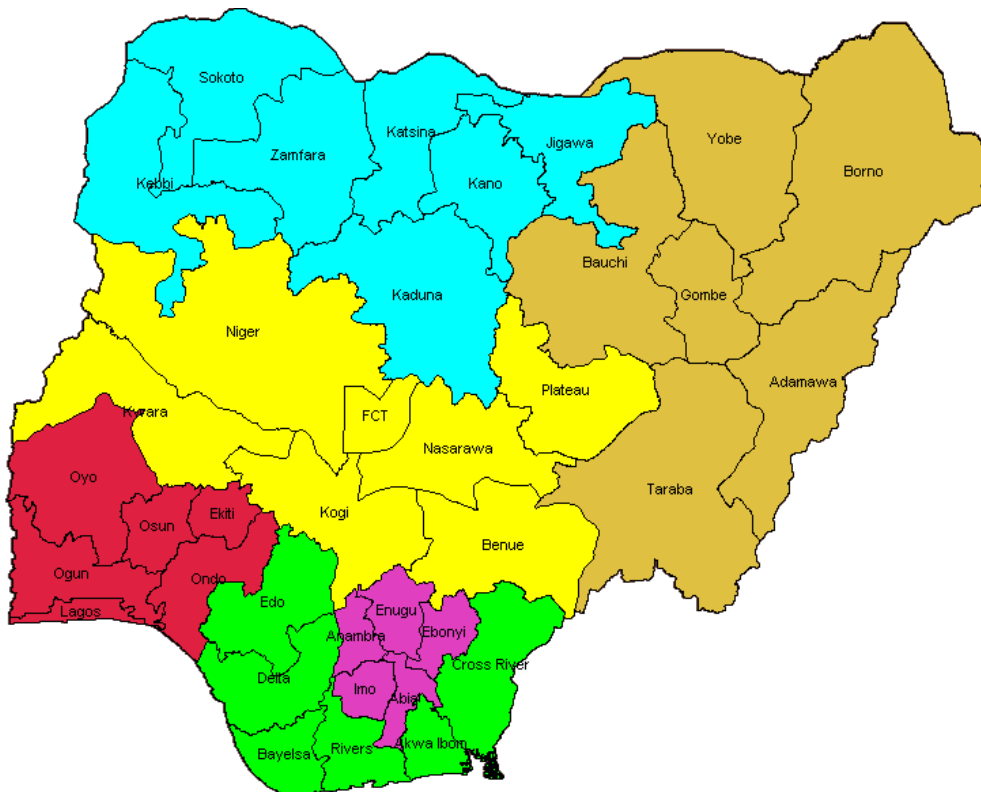 Sokoto
Katsina
Yobe
Jigawa
Zamfara
Borno
Kano
Kebbi
Bauchi
Kaduna
Gombe
Niger
Adamawa
Plateau
Kwara
FCT
Nasarawa
Oyo
Taraba
Kogi
Ekiti
Osun
Benue
Ogun
Ondo
Edo
Lagos
Enugu
Anambra
Ebonyi
Cross River
Delta
Imo
Abia
Akwa Ibom
Rivers
Bayelsa